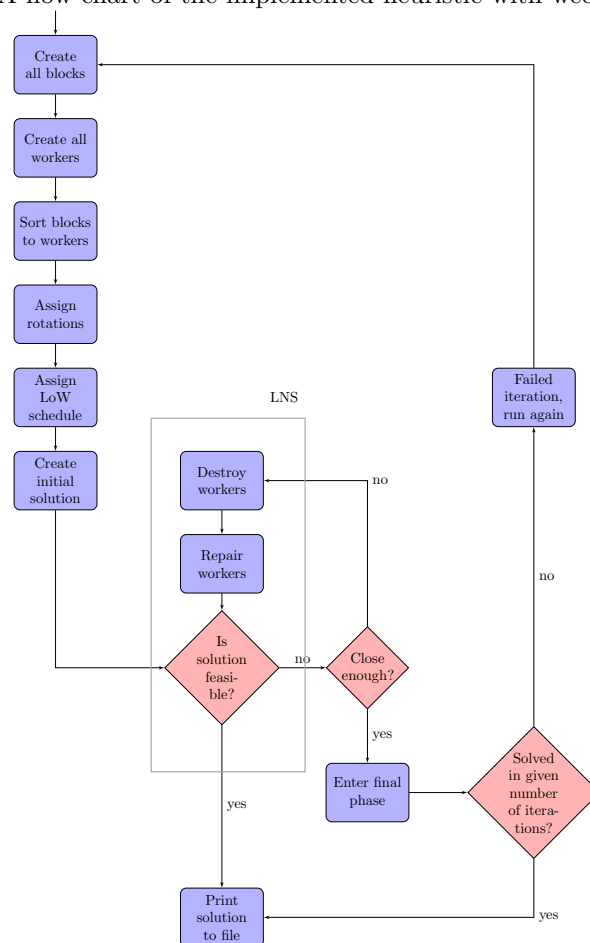 A flow chart of the implemented heuristic with
Create
all blocks
Create all
workers
Sort blocks
to workers
Assign
rotations
Assign
LoW
schedule
Create
initial
solution
LNS
Destroy
workers
Repair
workers
Is
solution
feasi-
ble?
no
Close
enough?
no
yes
Enter final
phase
Failed
iteration,
run again
no
Solved
in given
number
of itera-
tions?
yes
yes
Print
solution
to file